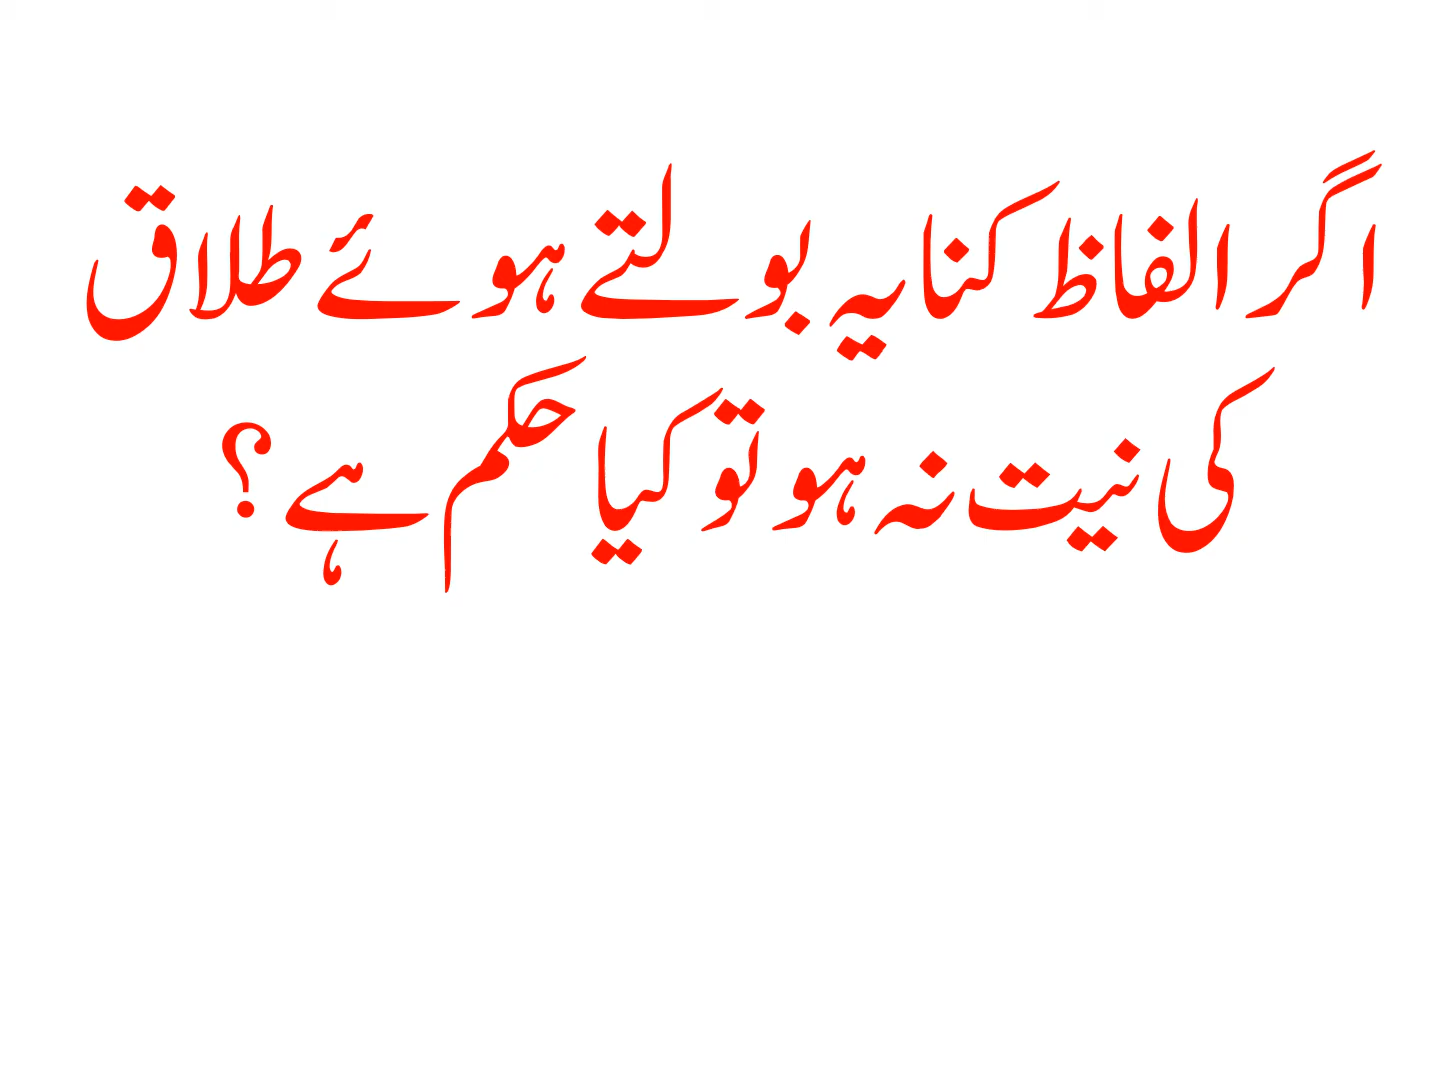 اگر الفاظ کنایہ بولتے ہوئے طلاق
کی نیت نہ ہو تو کیا حکم ہے؟